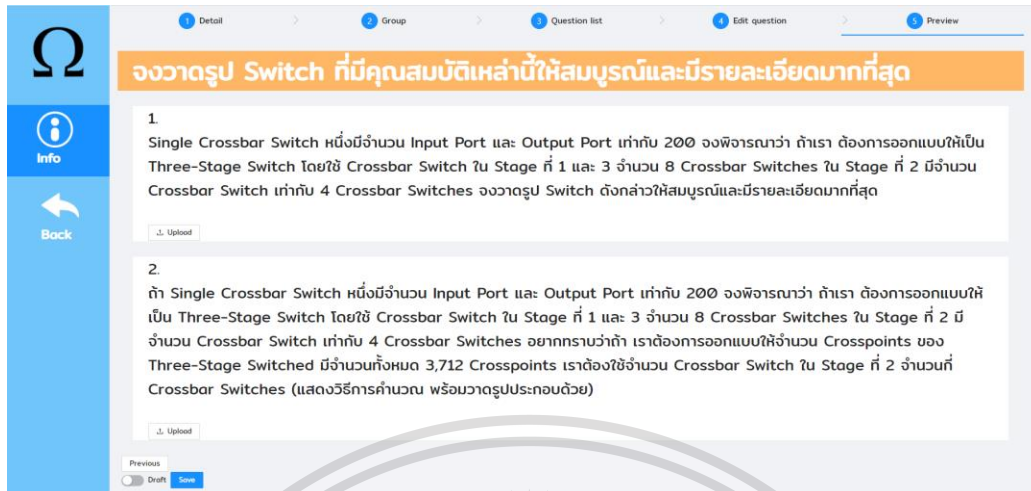 Ω
1 Detail
2 Group
3 Question list
4 Edit question
5 Preview
จงวาดรูป Switch ที่มีคุณสมบัติเหล่านี้ให้สมบูรณ์และมีรายละเอียดมากที่สุด
Info
Back
1.
Single Crossbar Switch หนึ่งมีจำนวน Input Port และ Output Port เท่ากับ 200 จงพิจารณาว่า ถ้าเรา ต้องการออกแบบให้เป็น
Three-Stage Switch โดยใช้ Crossbar Switch ใน Stage ที่ 1 และ 3 จำนวน 8 Crossbar Switches ใน Stage ที่ 2 มีจำนวน
Crossbar Switch เท่ากับ 4 Crossbar Switches จงวาดรูป Switch ดังกล่าวให้สมบูรณ์และมีรายละเอียดมากที่สุด
Upload
2.
ถ้า Single Crossbar Switch หนึ่งมีจำนวน Input Port และ Output Port เท่ากับ 200 จงพิจารณาว่า ถ้าเรา ต้องการออกแบบให้
เป็น Three-Stage Switch โดยใช้ Crossbar Switch ใน Stage ที่ 1 และ 3 จำนวน 8 Crossbar Switches ใน Stage ที่ 2 มี
จำนวน Crossbar Switch เท่ากับ 4 Crossbar Switches อยากทราบว่าถ้า เราต้องการออกแบบให้จำนวน Crosspoints ของ
Three-Stage Switched มีจำนวนทั้งหมด 3,712 Crosspoints เราต้องใช้จำนวน Crossbar Switch ใน Stage ที่ 2 จำนวนกี่
Crossbar Switches (แสดงวิธีการคำนวณ พร้อมวาดรูปประกอบด้วย)
Upload
Previous
Draft Save